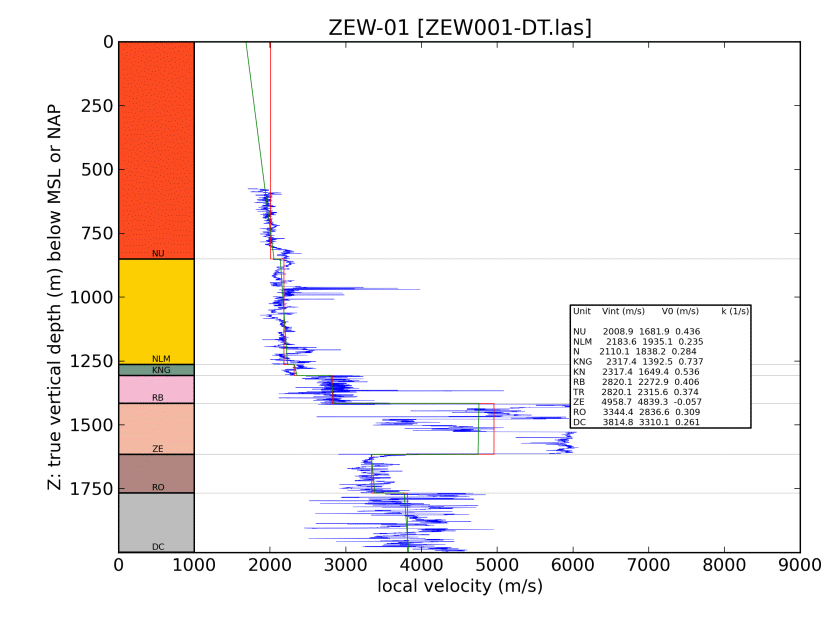 ZEW-01 [ZEW001-DT.las]
Z: true vertical depth (m) below MSL or NAP
0
250
500
750
1000
1250
1500
1750
NU
NLM
KNG
RB
ZE
RO
DC
Unit Vint (m/s) V0 (m/s) k (1/s)
NU 2008.9 1681.9 0.436
NLM 2183.6 1935.1 0.235
N 2110.1 1838.2 0.284
KNG 2317.4 1392.5 0.737
KN 2317.4 1649.4 0.536
RB 2820.1 2272.9 0.406
TR 2820.1 2315.6 0.374
ZE 4958.7 4839.3 -0.057
RO 3344.4 2836.6 0.309
DC 3814.8 3310.1 0.261
0 1000 2000 3000 4000 5000 6000 7000 8000 9000
local velocity (m/s)